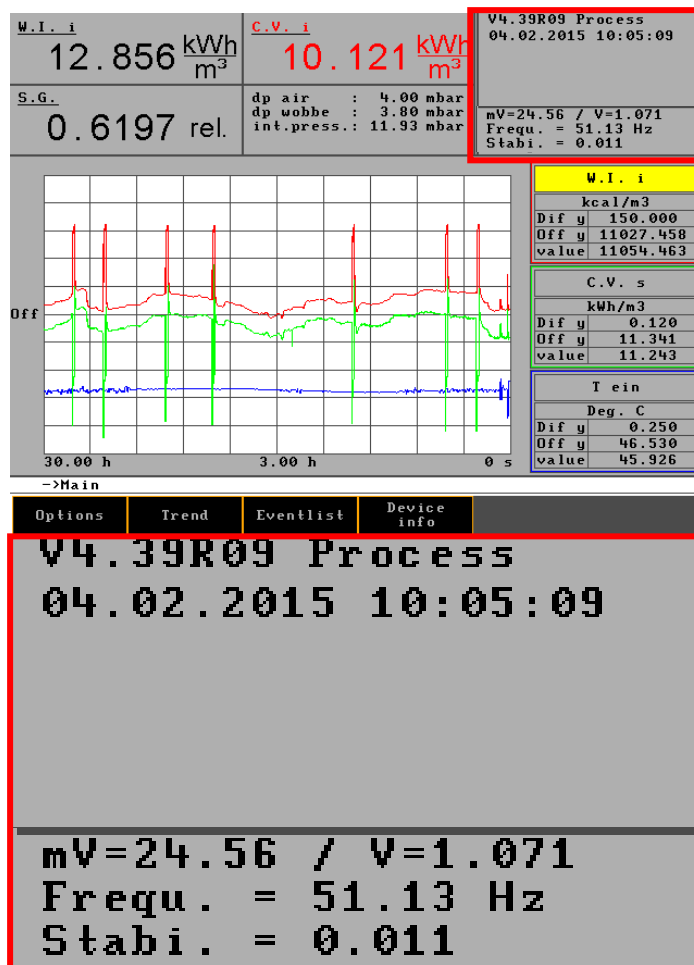 W.I. i
12.856 kWh/m³
C.V. i
10.121 kWh/m³
V4.39R09 Process
04.02.2015 10:05:09
S.G.
0.6197 rel.
dp air : 4.00 mbar
dp wobbe : 3.80 mbar
int.press.: 11.93 mbar
mV=24.56 / V=1.071
Frequ. = 51.13 Hz
Stabi. = 0.011
W.I. i
kcal/m3
Dif y 150.000
Off y 11027.458
value 11054.463
C.V. s
kWh/m3
Dif y 0.120
Off y 11.341
value 11.243
T ein
Deg. C
Dif y 0.250
Off y 46.530
value 45.926
Off
30.00 h 3.00 h 0 s
->Main
Options Trend Eventlist Device info
V4.39R09 Process
04.02.2015 10:05:09
mV=24.56 / V=1.071
Frequ. = 51.13 Hz
Stabi. = 0.011